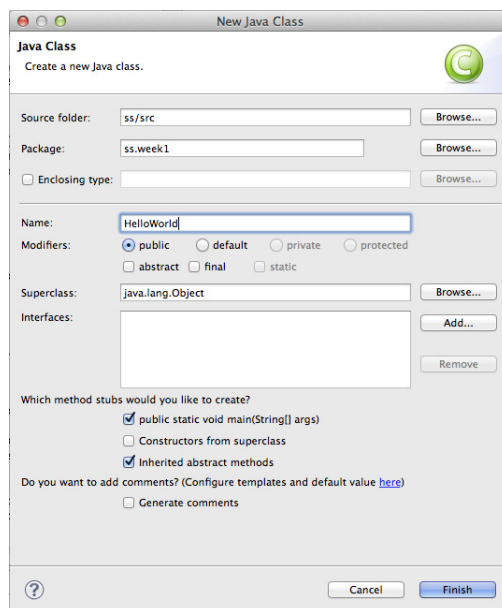 New Java Class
Java Class
Create a new Java class.
Source folder: ss/src Browse...
Package: ss.week1 Browse...
Enclosing type: Browse...
Name: HelloWorld
Modifiers: public default private protected
abstract final static
Superclass: java.lang.Object Browse...
Interfaces: Add...
Remove
Which method stubs would you like to create?
public static void main(String[] args)
Constructors from superclass
Inherited abstract methods
Do you want to add comments? (Configure templates and default value here)
Generate comments
? Cancel Finish